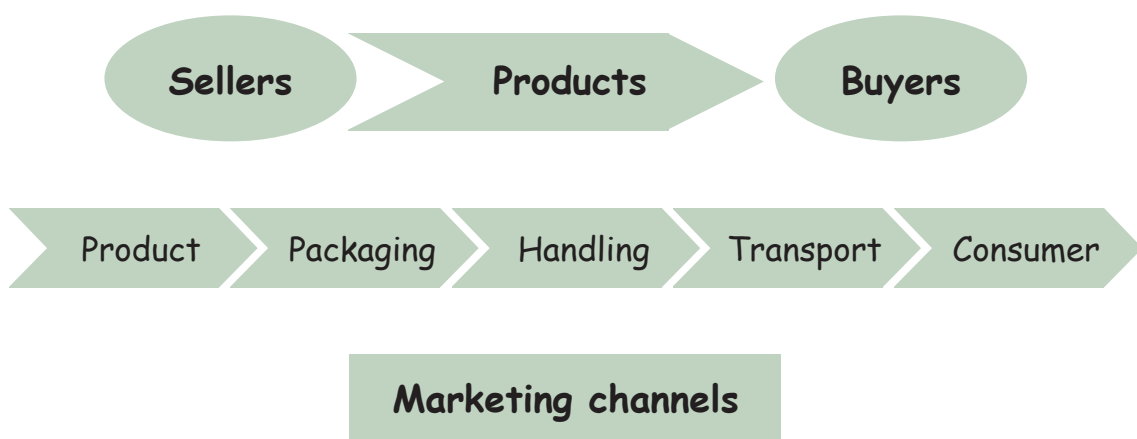 Sellers Products Buyers
Product Packaging Handling Transport Consumer
Marketing channels